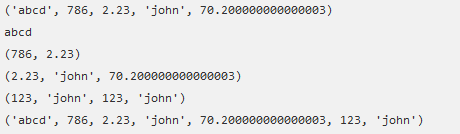 ('abcd', 786, 2.23, 'john', 70.200000000000003)
abcd
(786, 2.23)
(2.23, 'john', 70.200000000000003)
(123, 'john', 123, 'john')
('abcd', 786, 2.23, 'john', 70.200000000000003, 123, 'john')